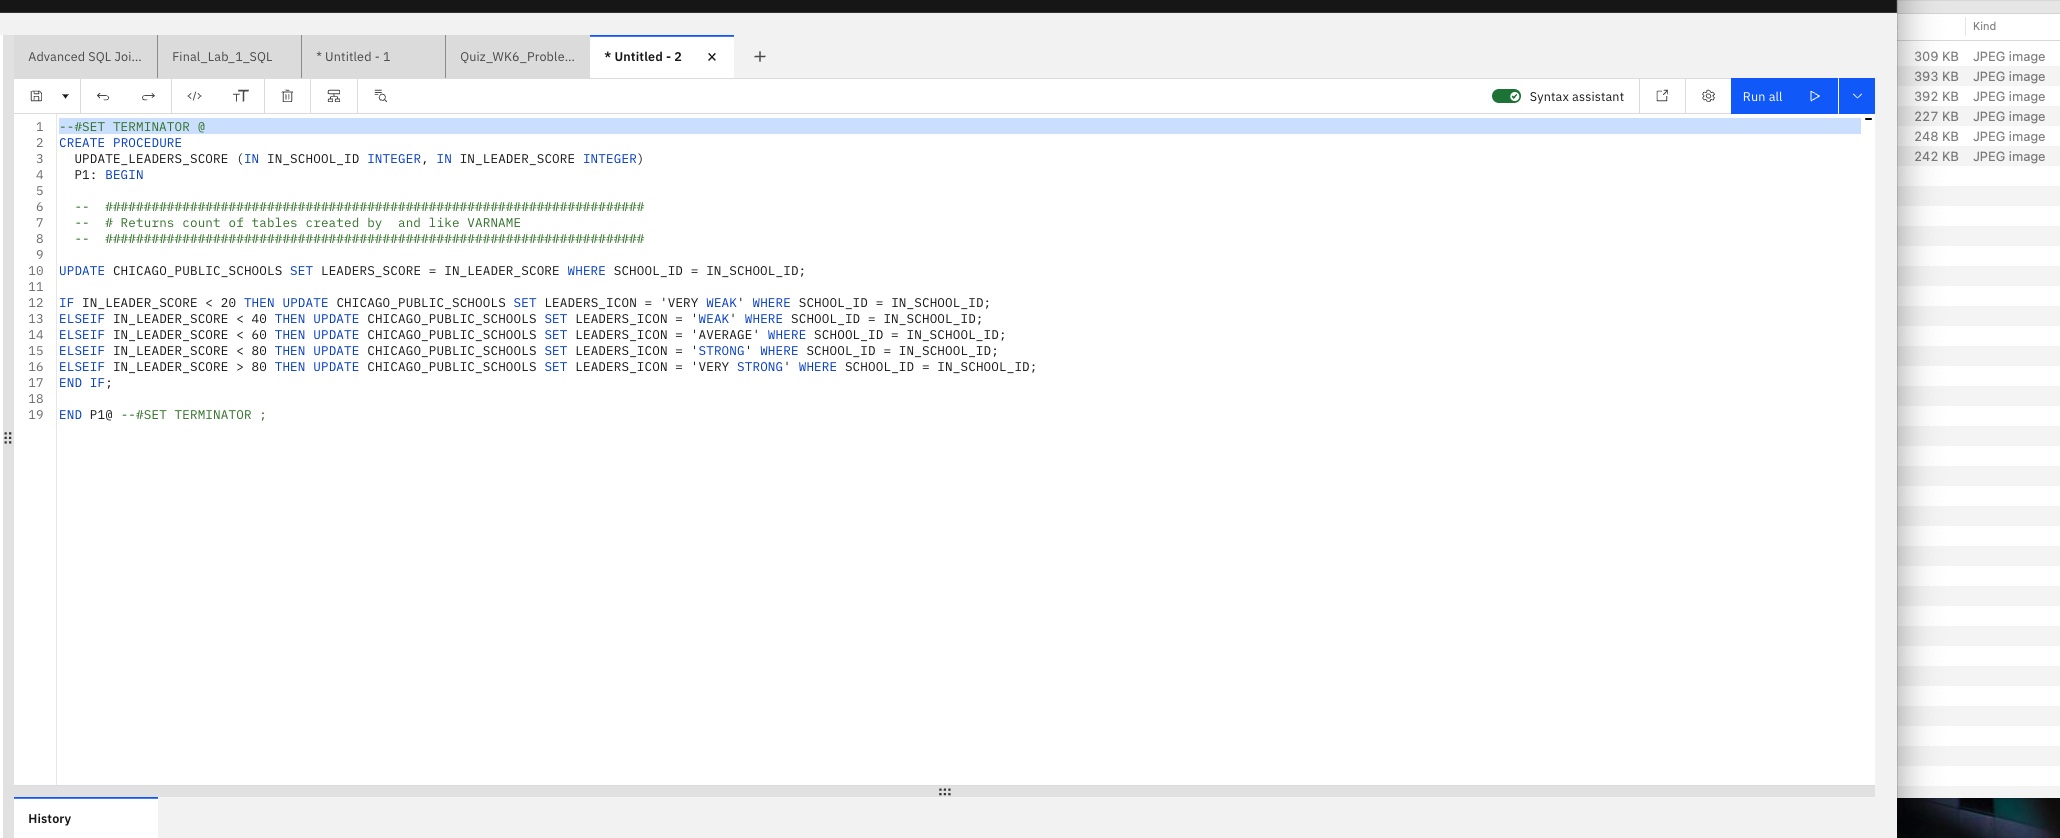 Kind
Advanced SQL Joi...
Final_Lab_1_SQL
* Untitled - 1
Quiz_WK6_Proble...
* Untitled - 2
Syntax assistant
Run all
309 KB JPEG image
393 KB JPEG image
392 KB JPEG image
227 KB JPEG image
248 KB JPEG image
242 KB JPEG image
1 --#SET TERMINATOR @
2 CREATE PROCEDURE
3 UPDATE_LEADERS_SCORE (IN IN_SCHOOL_ID INTEGER, IN IN_LEADER_SCORE INTEGER)
4 P1: BEGIN
5
6 -- ######################################################################
7 -- # Returns count of tables created by  and like VARNAME
8 -- ######################################################################
9
10 UPDATE CHICAGO_PUBLIC_SCHOOLS SET LEADERS_SCORE = IN_LEADER_SCORE WHERE SCHOOL_ID = IN_SCHOOL_ID;
11
12 IF IN_LEADER_SCORE < 20 THEN UPDATE CHICAGO_PUBLIC_SCHOOLS SET LEADERS_ICON = 'VERY WEAK' WHERE SCHOOL_ID = IN_SCHOOL_ID;
13 ELSEIF IN_LEADER_SCORE < 40 THEN UPDATE CHICAGO_PUBLIC_SCHOOLS SET LEADERS_ICON = 'WEAK' WHERE SCHOOL_ID = IN_SCHOOL_ID;
14 ELSEIF IN_LEADER_SCORE < 60 THEN UPDATE CHICAGO_PUBLIC_SCHOOLS SET LEADERS_ICON = 'AVERAGE' WHERE SCHOOL_ID = IN_SCHOOL_ID;
15 ELSEIF IN_LEADER_SCORE < 80 THEN UPDATE CHICAGO_PUBLIC_SCHOOLS SET LEADERS_ICON = 'STRONG' WHERE SCHOOL_ID = IN_SCHOOL_ID;
16 ELSEIF IN_LEADER_SCORE > 80 THEN UPDATE CHICAGO_PUBLIC_SCHOOLS SET LEADERS_ICON = 'VERY STRONG' WHERE SCHOOL_ID = IN_SCHOOL_ID;
17 END IF;
18
19 END P1@ --#SET TERMINATOR ;
History